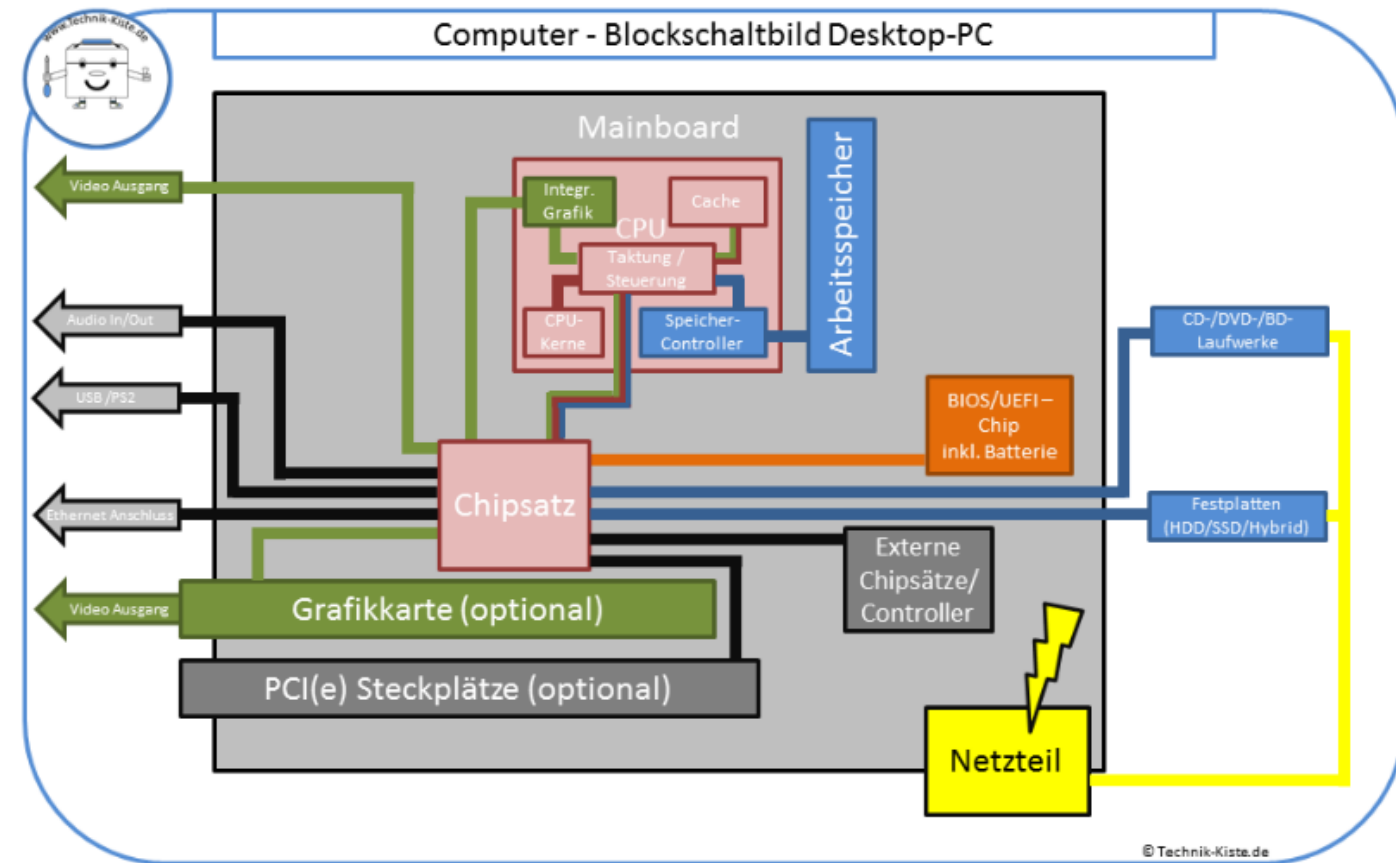 www.Technik-Kiste.de
Computer - Blockschaltbild Desktop-PC
Mainboard
Arbeitsspeicher
Video Ausgang
Integr.
Grafik
Cache
CPU
Taktung /
Steuerung
CPU-
Kerne
Speicher-
Controller
Audio In/Out
USB /PS2
Ethernet Anschluss
Video Ausgang
CD-/DVD-/BD-
Laufwerke
BIOS/UEFI –
Chip
inkl. Batterie
Chipsatz
Festplatten
(HDD/SSD/Hybrid)
Externe
Chipsätze/
Controller
Grafikkarte (optional)
PCI(e) Steckplätze (optional)
Netzteil
© Technik-Kiste.de